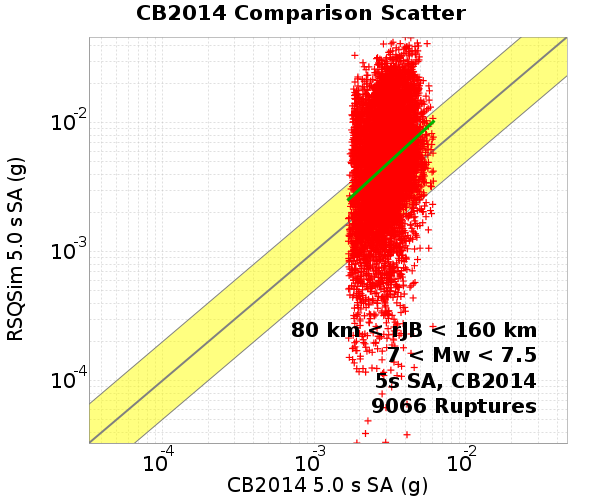 CB2014 Comparison Scatter
RSQSim 5.0 s SA (g)
10-2
10-3
10-4
80 km < rJB < 160 km
7 < Mw < 7.5
5s SA, CB2014
9066 Ruptures
10-4
10-3
10-2
CB2014 5.0 s SA (g)